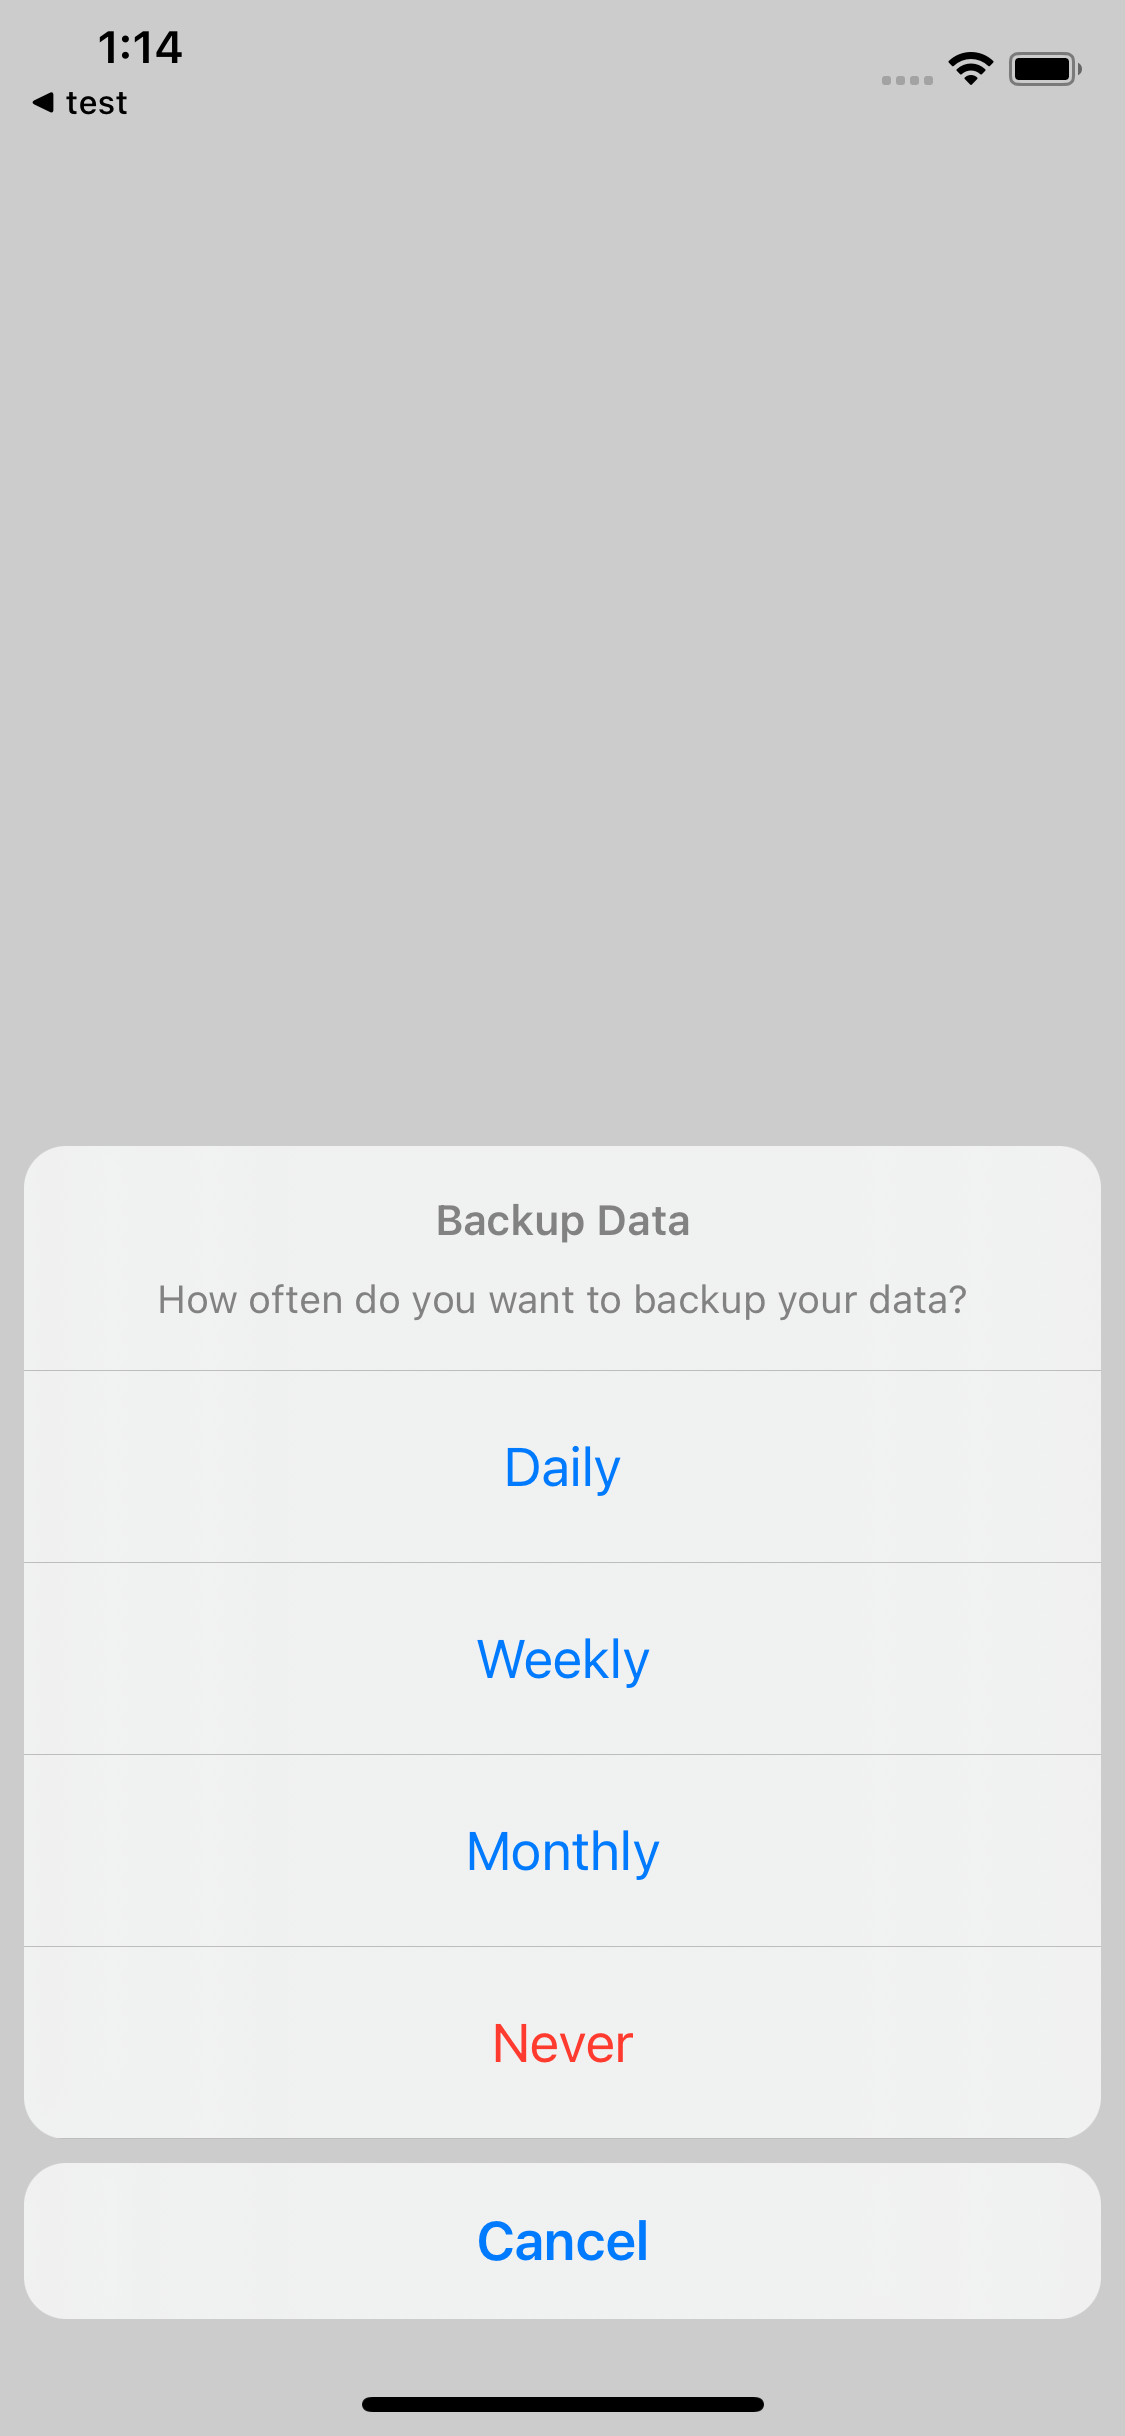 1:14
◀ test
Backup Data
How often do you want to backup your data?
Daily
Weekly
Monthly
Never
Cancel